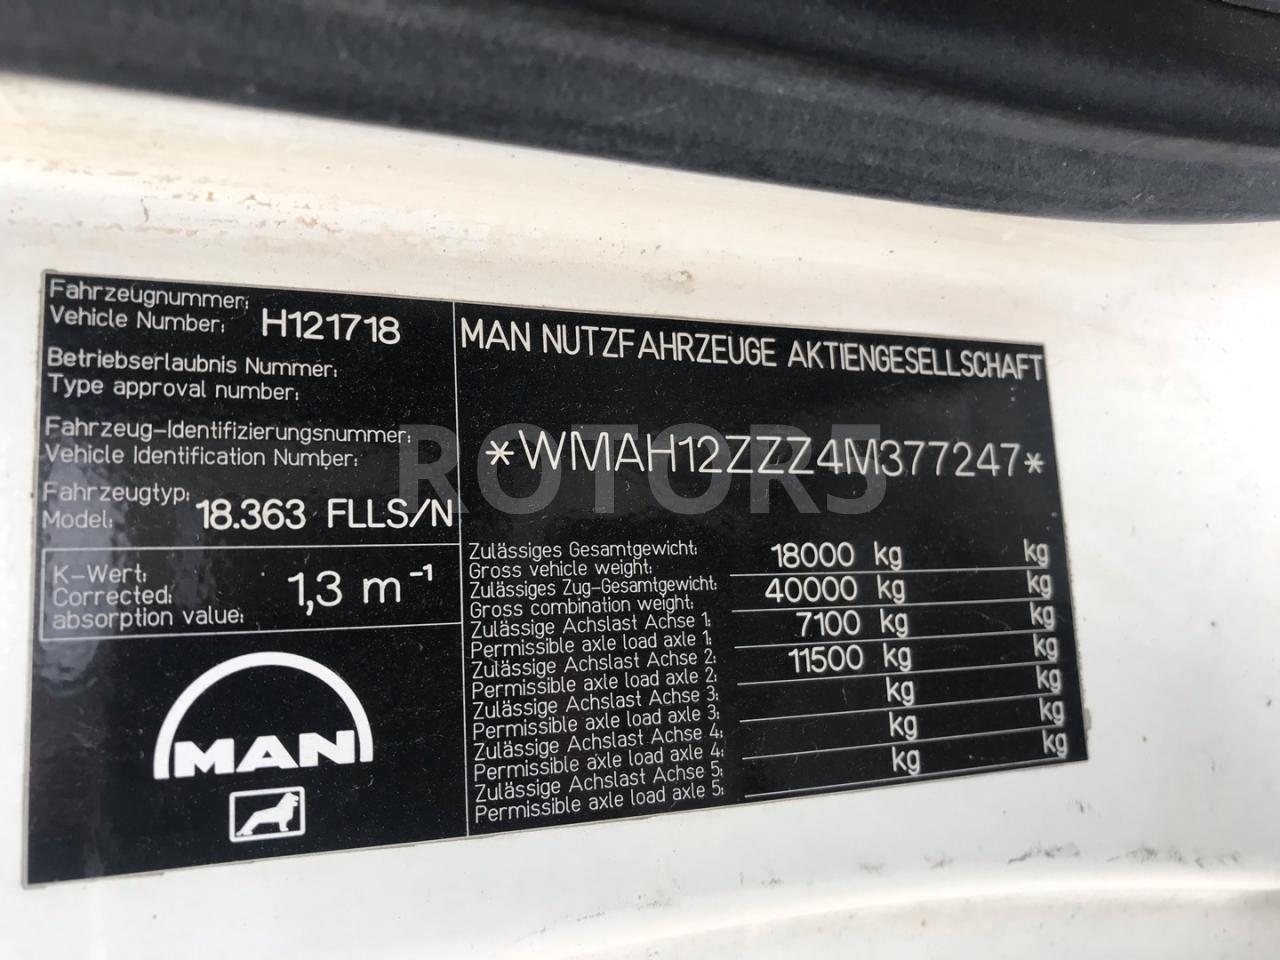 Fahrzeugnummer:
Vehicle Number: H121718
Betriebserlaubnis Nummer:
Type approval number:
Fahrzeug-Identifizierungsnummer:
Vehicle Identification Number:
Fahrzeugtyp:
Model: 18.363 FLLS/N
K-Wert:
Corrected: 1,3 m⁻¹
absorption value:
MAN
MAN NUTZFAHRZEUGE AKTIENGESELLSCHAFT
*WMAH12ZZZ4M377247*
ROTOR5
Zulässiges Gesamtgewicht:
Gross vehicle weight: 18000 kg kg
Zulässiges Zug-Gesamtgewicht:
Gross combination weight: 40000 kg kg
Zulässige Achslast Achse 1:
Permissible axle load axle 1: 7100 kg kg
Zulässige Achslast Achse 2:
Permissible axle load axle 2: 11500 kg kg
Zulässige Achslast Achse 3:
Permissible axle load axle 3: kg kg
Zulässige Achslast Achse 4:
Permissible axle load axle 4: kg kg
Zulässige Achslast Achse 5:
Permissible axle load axle 5: kg kg